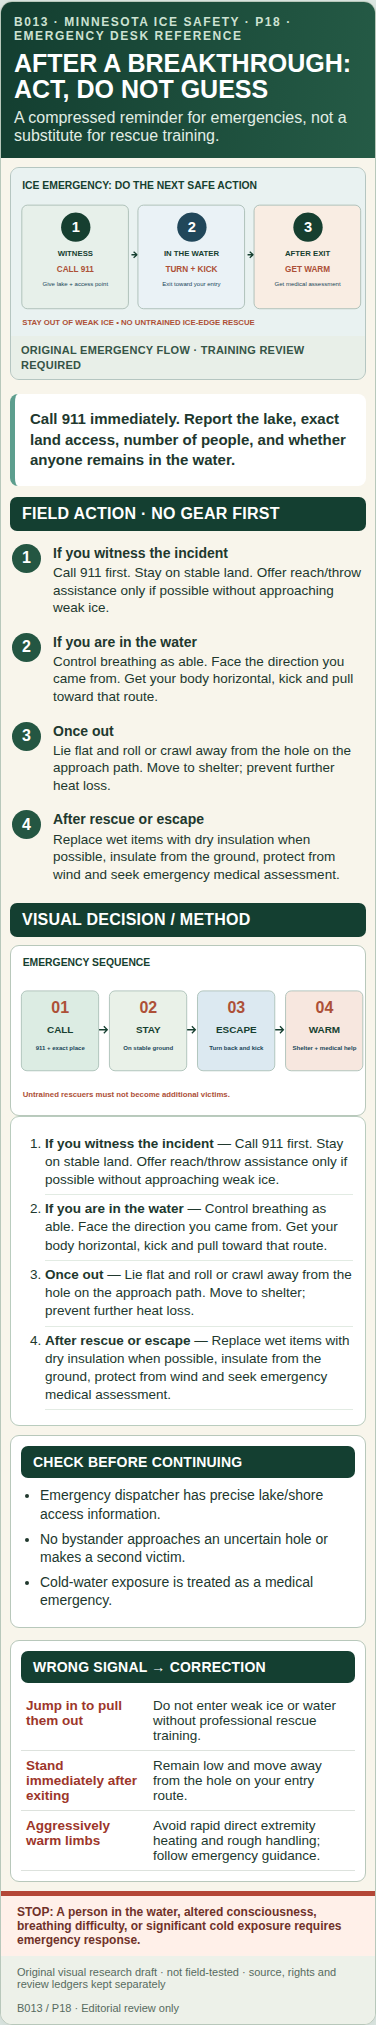 B013 · MINNESOTA ICE SAFETY · P18 ·
EMERGENCY DESK REFERENCE
AFTER A BREAKTHROUGH:
ACT, DO NOT GUESS
A compressed reminder for emergencies, not a
substitute for rescue training.
ICE EMERGENCY: DO THE NEXT SAFE ACTION
1
WITNESS
CALL 911
Give lake + access point
2
IN THE WATER
TURN + KICK
Exit toward your entry
3
AFTER EXIT
GET WARM
Get medical assessment
STAY OUT OF WEAK ICE • NO UNTRAINED ICE-EDGE RESCUE
ORIGINAL EMERGENCY FLOW · TRAINING REVIEW
REQUIRED
Call 911 immediately. Report the lake, exact
land access, number of people, and whether
anyone remains in the water.
FIELD ACTION · NO GEAR FIRST
1
If you witness the incident
Call 911 first. Stay on stable land. Offer reach/throw
assistance only if possible without approaching
weak ice.
2
If you are in the water
Control breathing as able. Face the direction you
came from. Get your body horizontal, kick and pull
toward that route.
3
Once out
Lie flat and roll or crawl away from the hole on the
approach path. Move to shelter; prevent further
heat loss.
4
After rescue or escape
Replace wet items with dry insulation when
possible, insulate from the ground, protect from
wind and seek emergency medical assessment.
VISUAL DECISION / METHOD
EMERGENCY SEQUENCE
01
CALL
911 + exact place
02
STAY
On stable ground
03
ESCAPE
Turn back and kick
04
WARM
Shelter + medical help
Untrained rescuers must not become additional victims.
1. If you witness the incident — Call 911 first. Stay
on stable land. Offer reach/throw assistance only if
possible without approaching weak ice.
2. If you are in the water — Control breathing as
able. Face the direction you came from. Get your
body horizontal, kick and pull toward that route.
3. Once out — Lie flat and roll or crawl away from the
hole on the approach path. Move to shelter;
prevent further heat loss.
4. After rescue or escape — Replace wet items with
dry insulation when possible, insulate from the
ground, protect from wind and seek emergency
medical assessment.
CHECK BEFORE CONTINUING
• Emergency dispatcher has precise lake/shore
access information.
• No bystander approaches an uncertain hole or
makes a second victim.
• Cold-water exposure is treated as a medical
emergency.
WRONG SIGNAL → CORRECTION
Jump in to pull
them out
Do not enter weak ice or water
without professional rescue
training.
Stand
immediately after
exiting
Remain low and move away
from the hole on your entry
route.
Aggressively
warm limbs
Avoid rapid direct extremity
heating and rough handling;
follow emergency guidance.
STOP: A person in the water, altered consciousness,
breathing difficulty, or significant cold exposure requires
emergency response.
Original visual research draft · not field-tested · source, rights and
review ledgers kept separately
B013 / P18 · Editorial review only